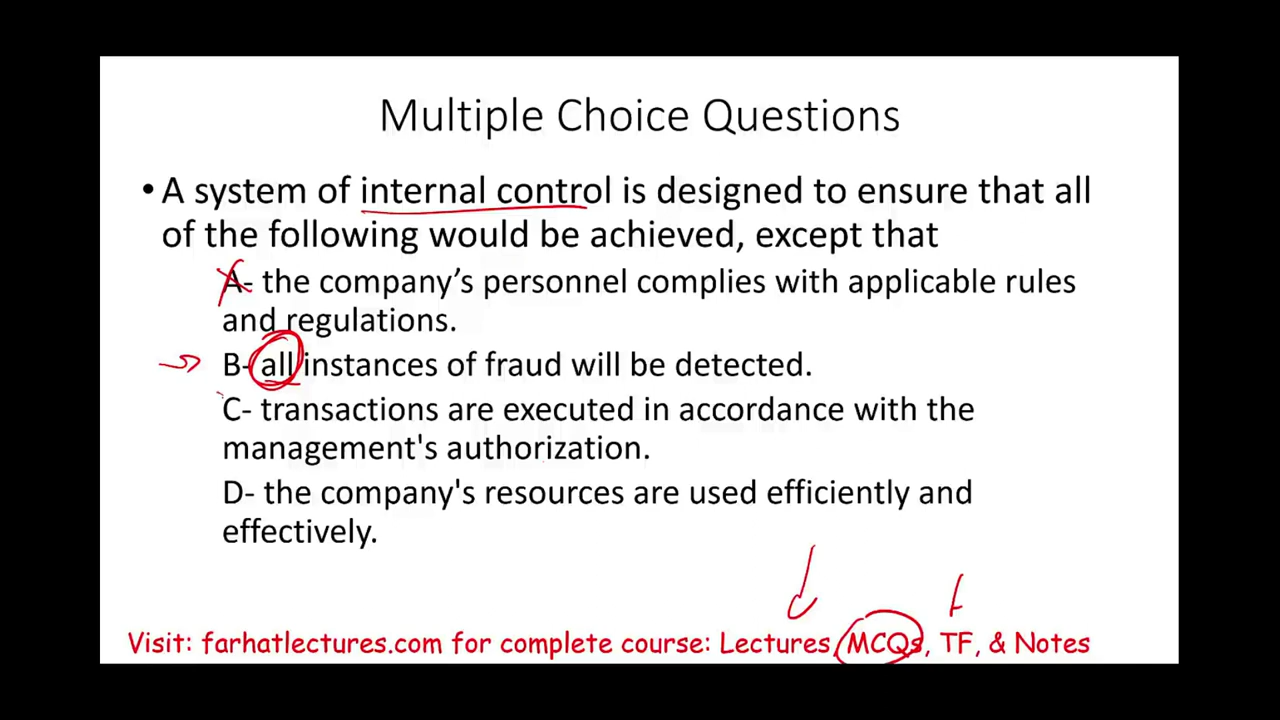 Multiple Choice Questions
• A system of internal control is designed to ensure that all
of the following would be achieved, except that
A- the company's personnel complies with applicable rules
and regulations.
B- all instances of fraud will be detected.
C- transactions are executed in accordance with the
management's authorization.
D- the company's resources are used efficiently and
effectively.
Visit: farhatlectures.com for complete course: Lectures, MCQs, TF, & Notes